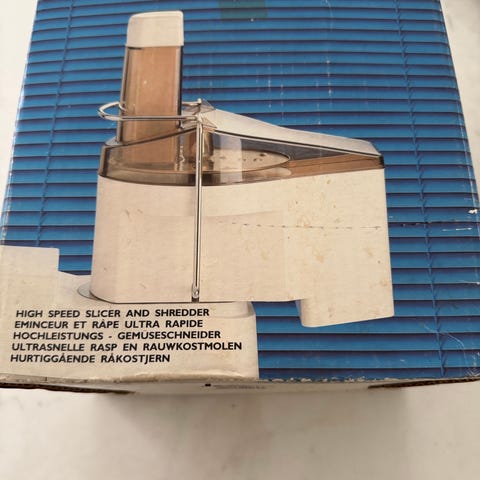 HIGH SPEED SLICER AND SHREDDER
EMINCEUR ET RÂPE ULTRA RAPIDE
HOCHLEISTUNGS - GEMÜSESCHNEIDER
ULTRASNELLE RASP EN RAUWKOSTMOLEN
HURTIGGÅENDE RÅKOSTJERN